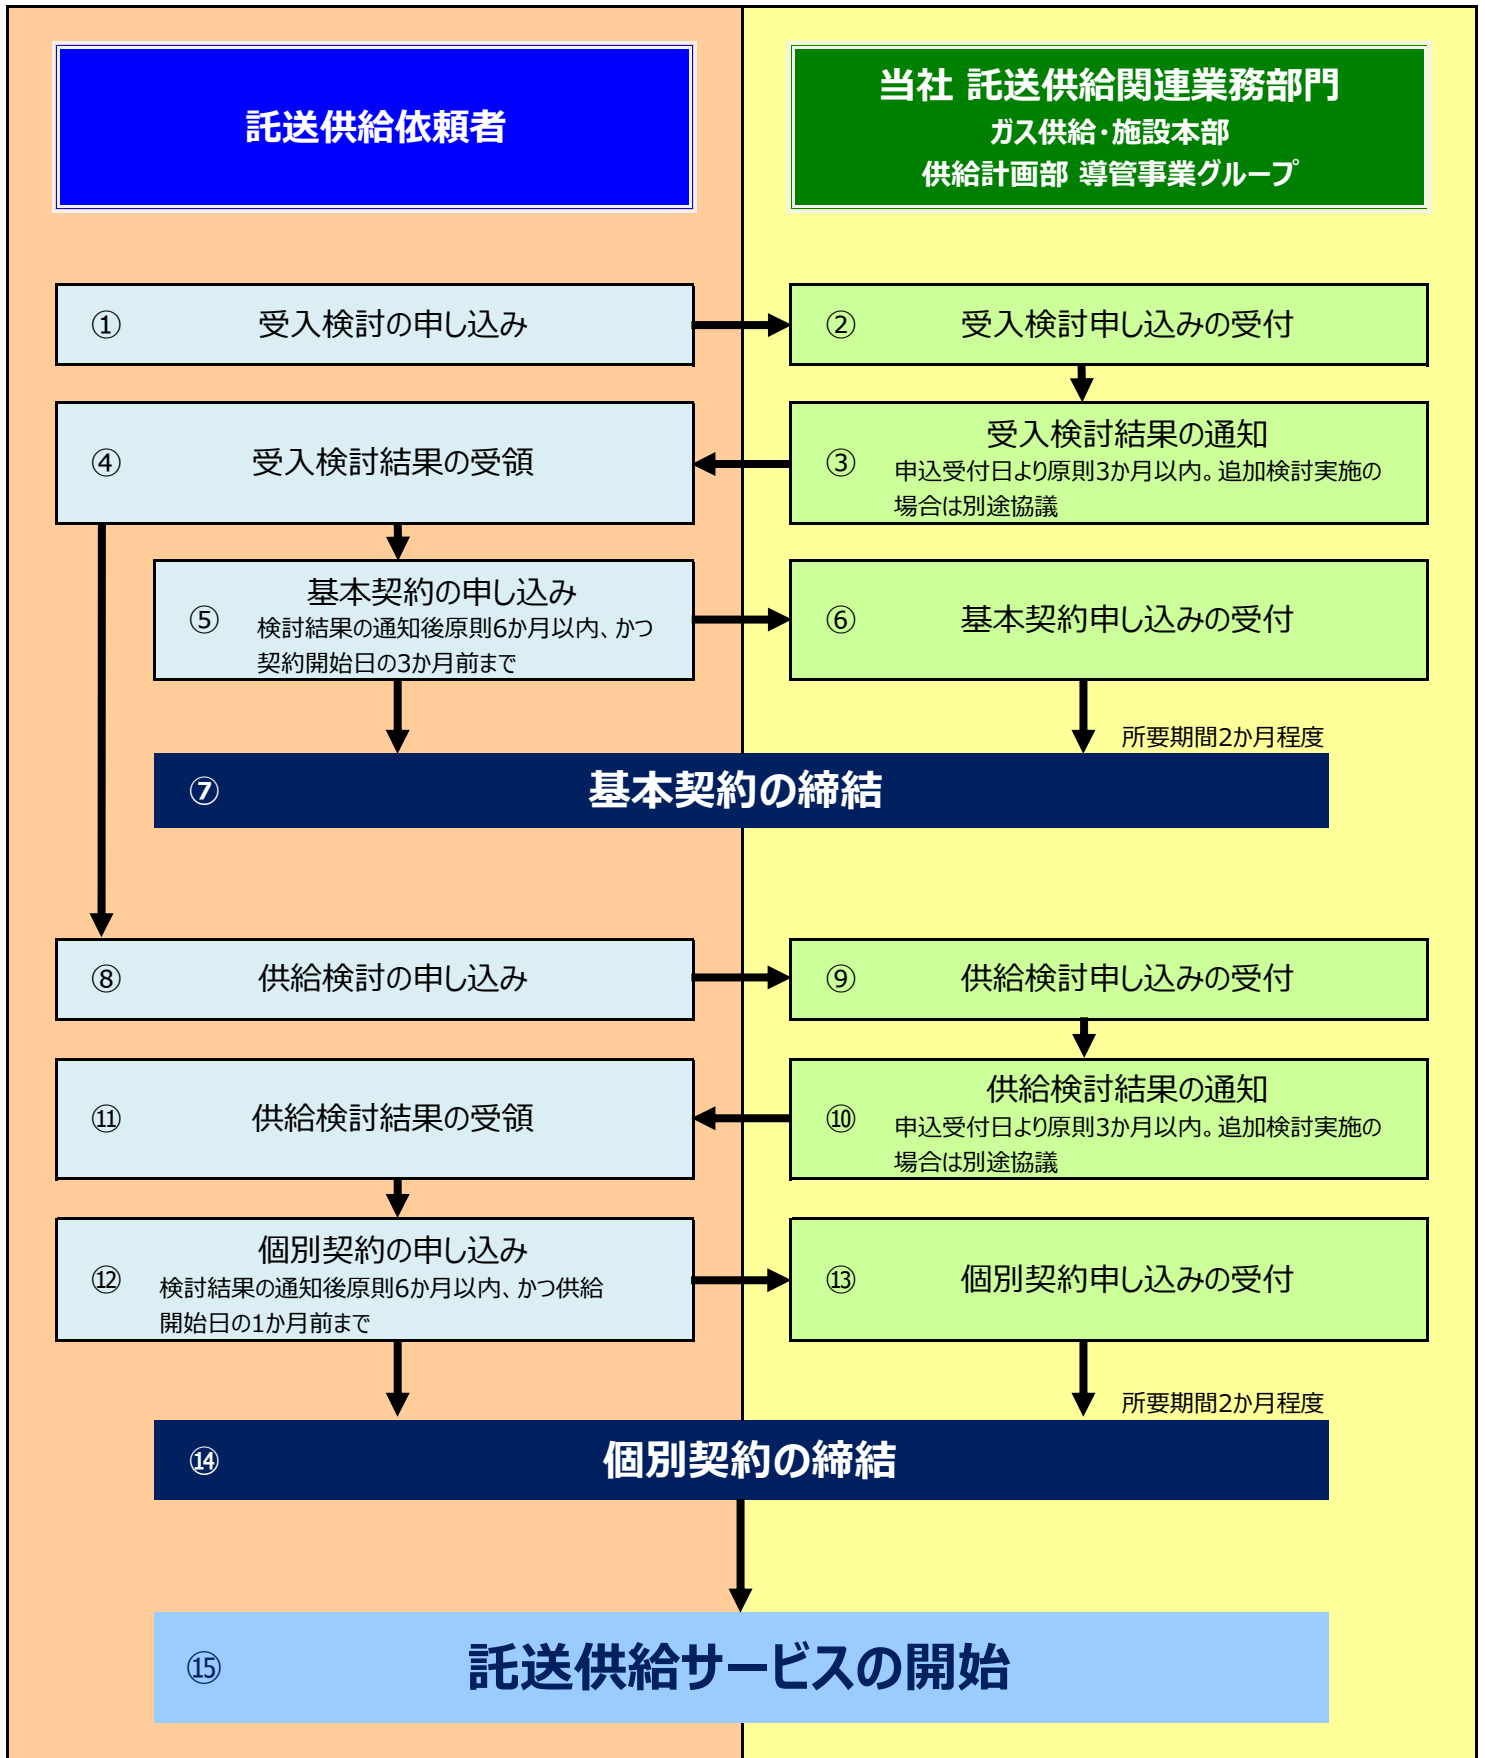 託送供給依頼者
当社 託送供給関連業務部門
ガス供給・施設本部
供給計画部 導管事業グループ
① 受入検討の申し込み
② 受入検討申し込みの受付
③ 受入検討結果の通知
申込受付日より原則3か月以内。追加検討実施の
場合は別途協議
④ 受入検討結果の受領
⑤ 基本契約の申し込み
検討結果の通知後原則6か月以内、かつ
契約開始日の3か月前まで
⑥ 基本契約申し込みの受付
所要期間2か月程度
⑦ 基本契約の締結
⑧ 供給検討の申し込み
⑨ 供給検討申し込みの受付
⑩ 供給検討結果の通知
申込受付日より原則3か月以内。追加検討実施の
場合は別途協議
⑪ 供給検討結果の受領
⑫ 個別契約の申し込み
検討結果の通知後原則6か月以内、かつ供給
開始日の1か月前まで
⑬ 個別契約申し込みの受付
所要期間2か月程度
⑭ 個別契約の締結
⑮ 託送供給サービスの開始